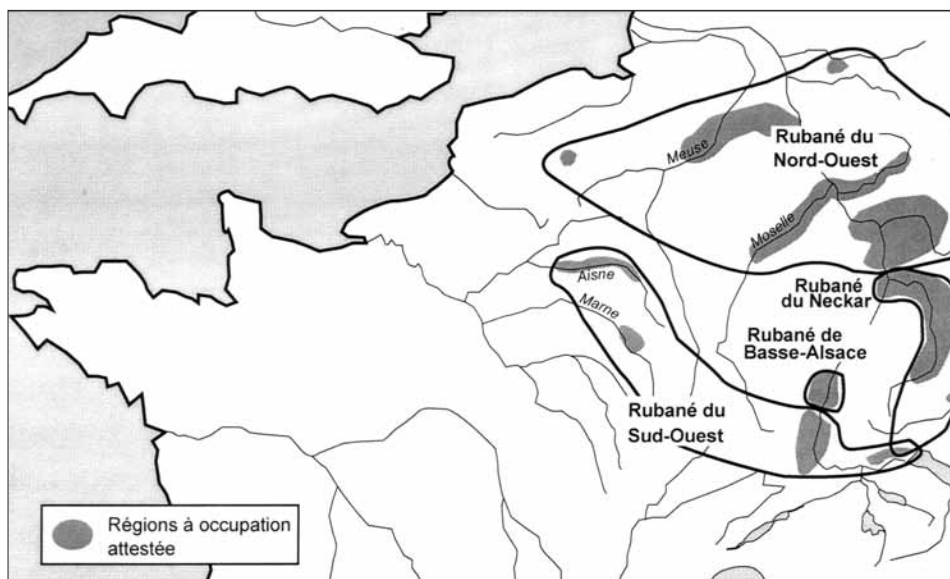 Meuse
Rubané du
Nord-Ouest
Moselle
Aisne
Marne
Rubané
du Neckar
Rubané de
Basse-Alsace
Rubané du
Sud-Ouest
Régions à occupation
attestée